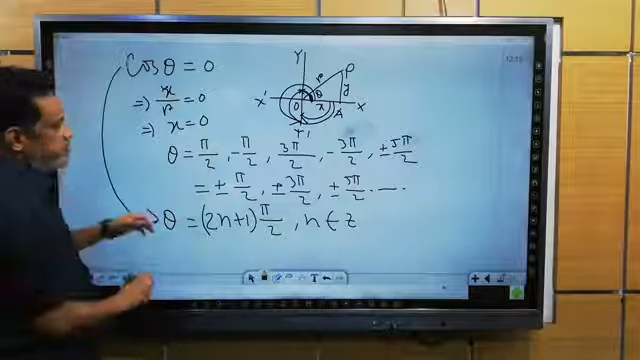 Cosθ = 0
⇒ x/r = 0
⇒ x = 0
Y
P
r
y
θ
X' O x A X
Y'
θ = π/2, -π/2, 3π/2, -3π/2, ±5π/2
= ±π/2, ±3π/2, ±5π/2 ·—·
⇒ θ = (2n+1)π/2, n ∈ z
T